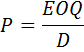 P = EOQ / D